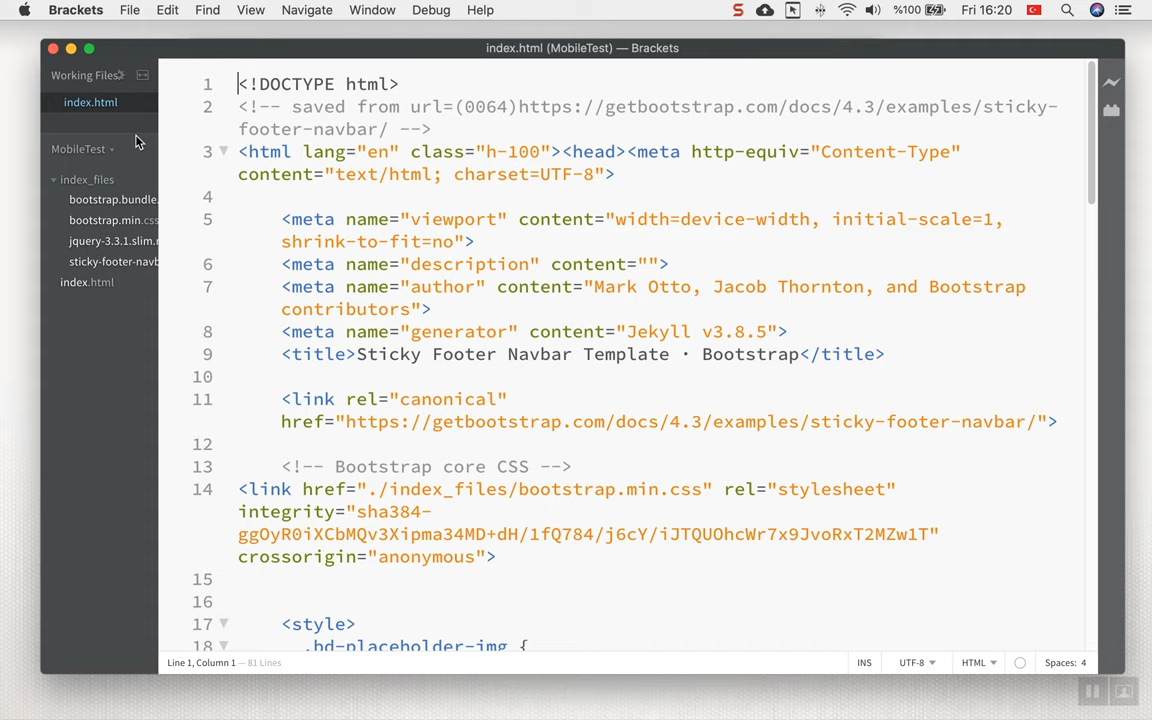 Brackets File Edit View Find Navigate Window Debug Help S %100 Fri 16:20
index.html (MobileTest) — Brackets
Working Files
index.html
MobileTest
index_files
bootstrap.bundle.
bootstrap.min.css
jquery-3.3.1.slim.r
sticky-footer-navb
index.html
1 <!DOCTYPE html>
2 <!-- saved from url=(0064)https://getbootstrap.com/docs/4.3/examples/sticky-
footer-navbar/ -->
3 <html lang="en" class="h-100"><head><meta http-equiv="Content-Type"
content="text/html; charset=UTF-8">
4
5 <meta name="viewport" content="width=device-width, initial-scale=1,
shrink-to-fit=no">
6 <meta name="description" content="">
7 <meta name="author" content="Mark Otto, Jacob Thornton, and Bootstrap
contributors">
8 <meta name="generator" content="Jekyll v3.8.5">
9 <title>Sticky Footer Navbar Template · Bootstrap</title>
10
11 <link rel="canonical"
href="https://getbootstrap.com/docs/4.3/examples/sticky-footer-navbar/">
12
13 <!-- Bootstrap core CSS -->
14 <link href="./index_files/bootstrap.min.css" rel="stylesheet"
integrity="sha384-
ggOyR0iXCbMQv3Xipma34MD+dH/1fQ784/j6cY/iJTQUOhcWr7x9JvoRxT2MZw1T"
crossorigin="anonymous">
15
16
17 <style>
18 .bd-placeholder-img {
Line 1, Column 1 — 81 Lines INS UTF-8 HTML Spaces: 4